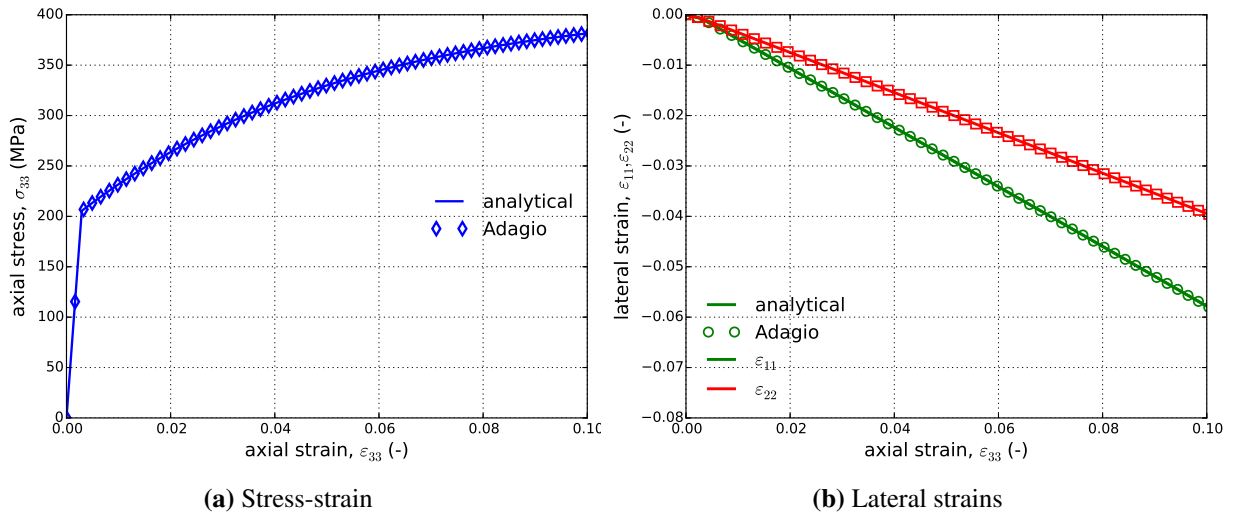 400
350
300
250
200
150
100
50
0
0.00 0.02 0.04 0.06 0.08 0.10
axial stress, σ₃₃ (MPa)
axial strain, ε₃₃ (-)
analytical
Adagio
(a) Stress-strain
0.00
−0.01
−0.02
−0.03
−0.04
−0.05
−0.06
−0.07
−0.08
0.00 0.02 0.04 0.06 0.08 0.10
lateral strain, ε₁₁,ε₂₂ (-)
axial strain, ε₃₃ (-)
analytical
Adagio
ε₁₁
ε₂₂
(b) Lateral strains